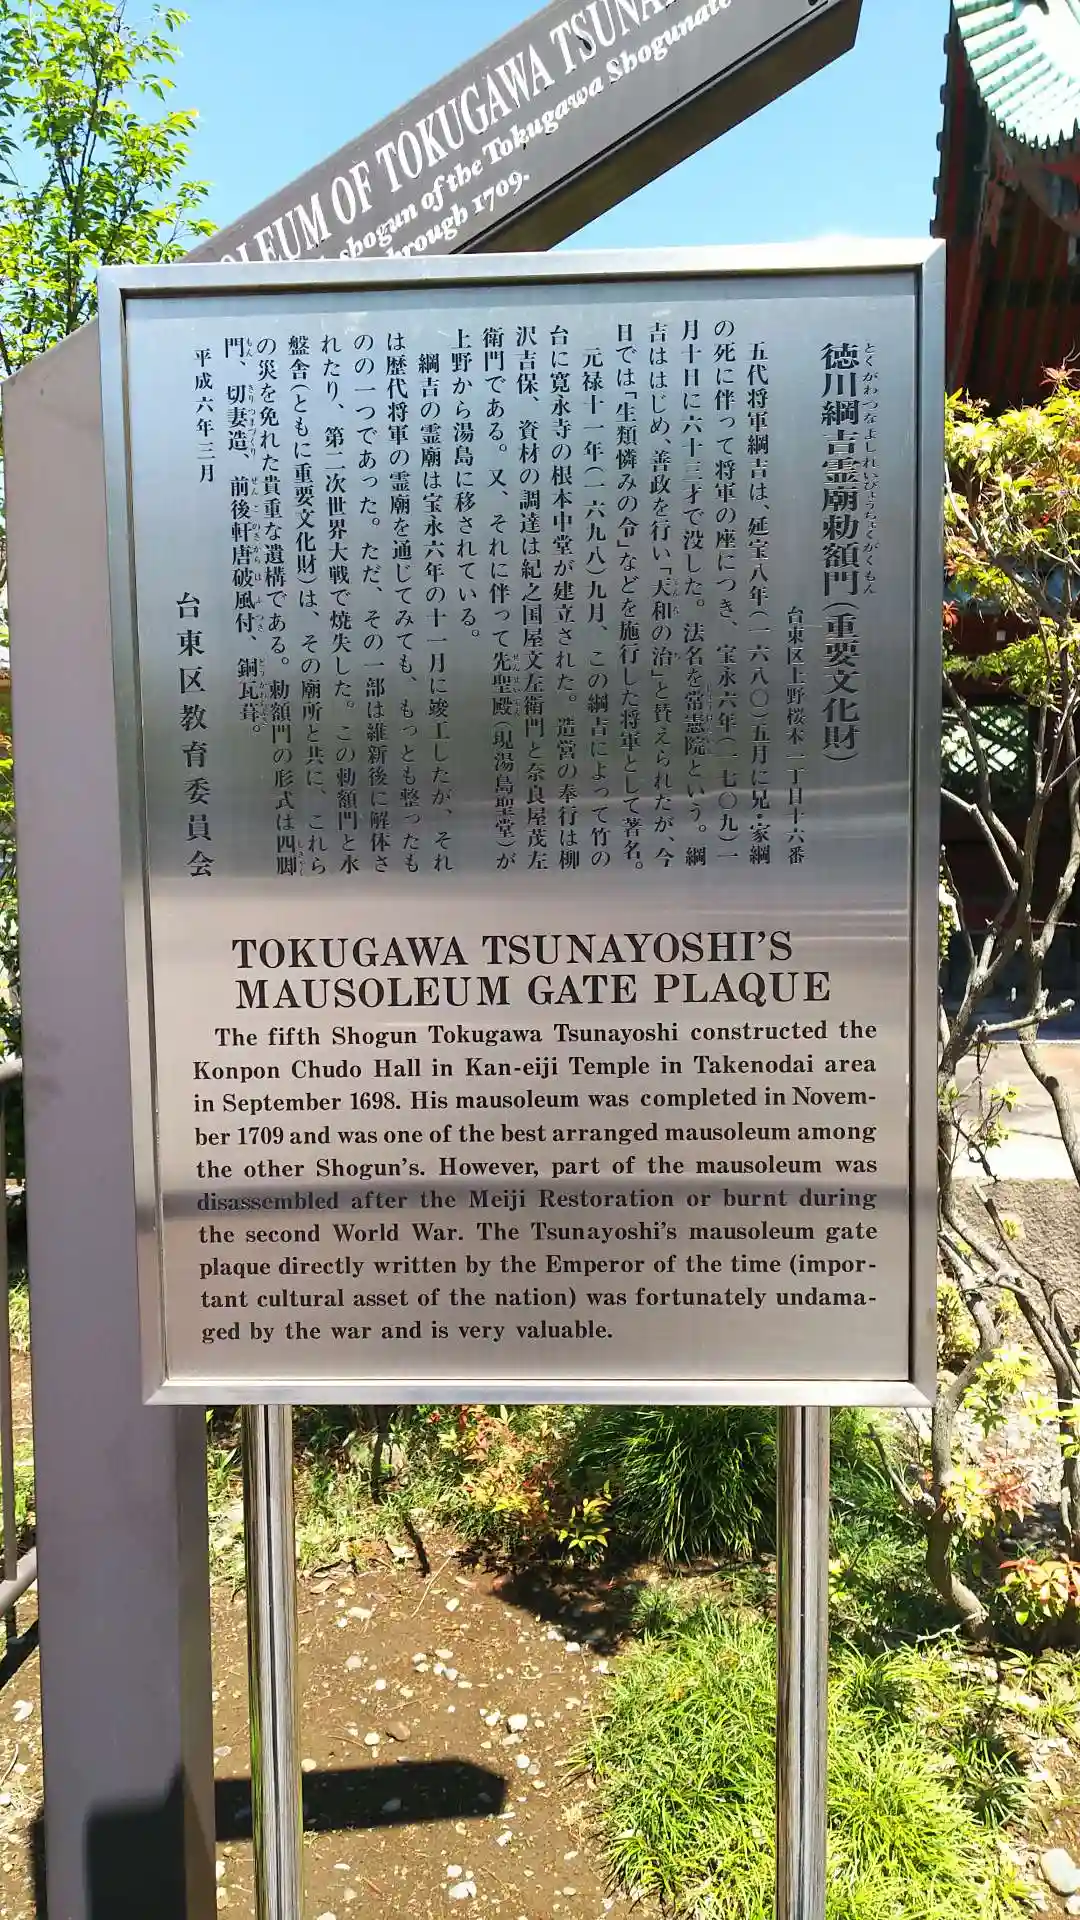 OLEUM OF TOKUGAWA TSUNA
shogun of the Tokugawa Shogunate
through 1709.
とくがわつなよしれいびょうちょくがくもん
徳川綱吉霊廟勅額門(重要文化財)
台東区上野桜木一丁目十六番
五代将軍綱吉は、延宝八年(一六八〇)五月に兄・家綱
の死に伴って将軍の座につき、宝永六年(一七〇九)一
月十日に六十三才で没した。法名を常憲院という。綱
吉ははじめ、善政を行い「天和の治」と賛えられたが、今
日では「生類憐みの令」などを施行した将軍として著名。
元禄十一年(一六九八)九月、この綱吉によって竹の
台に寛永寺の根本中堂が建立された。造営の奉行は柳
沢吉保、資材の調達は紀之国屋文左衛門と奈良屋茂左
衛門である。又、それに伴って先聖殿(現湯島聖堂)が
上野から湯島に移されている。
綱吉の霊廟は宝永六年の十一月に竣工したが、それ
は歴代将軍の霊廟を通じてみても、もっとも整ったも
のの一つであった。ただ、その一部は維新後に解体さ
れたり、第二次世界大戦で焼失した。この勅額門と水
盤舎(ともに重要文化財)は、その廟所と共に、これら
の災を免れた貴重な遺構である。勅額門の形式は四脚
門、切妻造、前後軒唐破風付、銅瓦葺。
平成六年三月
台東区教育委員会
TOKUGAWA TSUNAYOSHI'S
MAUSOLEUM GATE PLAQUE
The fifth Shogun Tokugawa Tsunayoshi constructed the
Konpon Chudo Hall in Kan-eiji Temple in Takenodai area
in September 1698. His mausoleum was completed in Novem-
ber 1709 and was one of the best arranged mausoleum among
the other Shogun's. However, part of the mausoleum was
disassembled after the Meiji Restoration or burnt during
the second World War. The Tsunayoshi's mausoleum gate
plaque directly written by the Emperor of the time (impor-
tant cultural asset of the nation) was fortunately undama-
ged by the war and is very valuable.